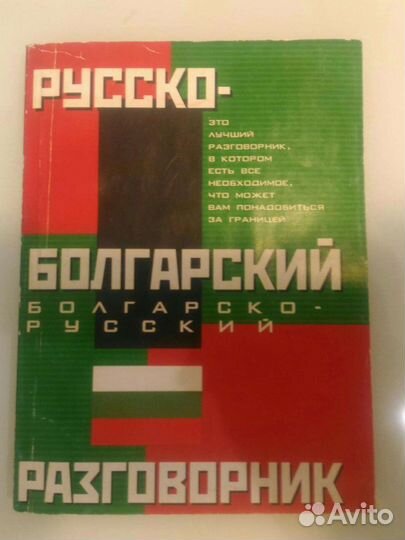 РУССКО-
ЭТО
ЛУЧШИЙ
РАЗГОВОРНИК,
В КОТОРОМ
ЕСТЬ ВСЕ
НЕОБХОДИМОЕ,
ЧТО МОЖЕТ
ВАМ ПОНАДОБИТЬСЯ
ЗА ГРАНИЦЕЙ
БОЛГАРСКИЙ
БОЛГАРСКО-
РУССКИЙ
РАЗГОВОРНИК
Avito